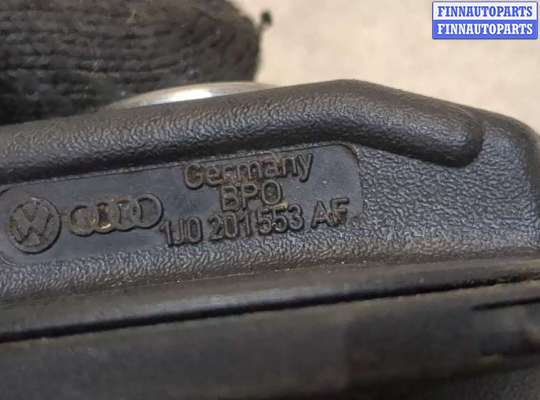 FINNAUTOPARTS
FINNAUTOPARTS
Germany
BPO
1J0 201 553 AF